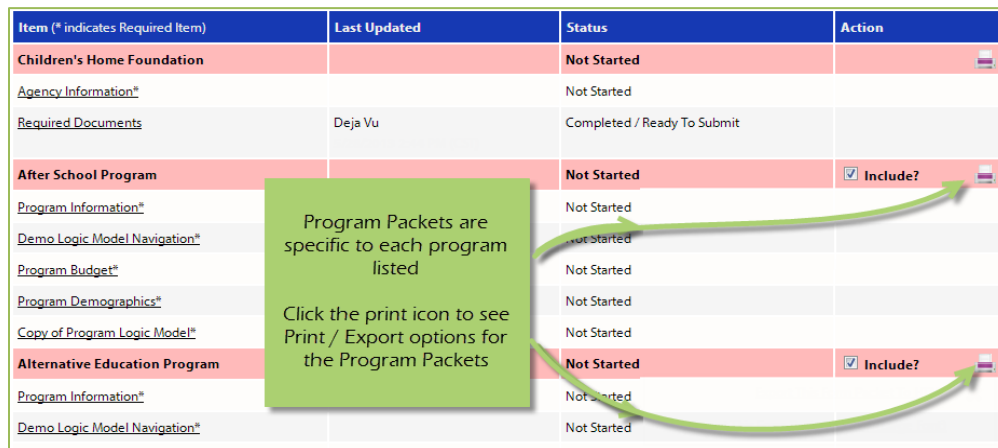 Item (* indicates Required Item) Last Updated Status Action
Children's Home Foundation Not Started
Agency Information* Not Started
Required Documents Deja Vu Completed / Ready To Submit
After School Program Not Started Include?
Program Information* Not Started
Demo Logic Model Navigation* Not Started
Program Budget* Not Started
Program Demographics* Not Started
Copy of Program Logic Model* Not Started
Alternative Education Program Not Started Include?
Program Information* Not Started
Demo Logic Model Navigation* Not Started
Program Packets are
specific to each program
listed
Click the print icon to see
Print / Export options for
the Program Packets